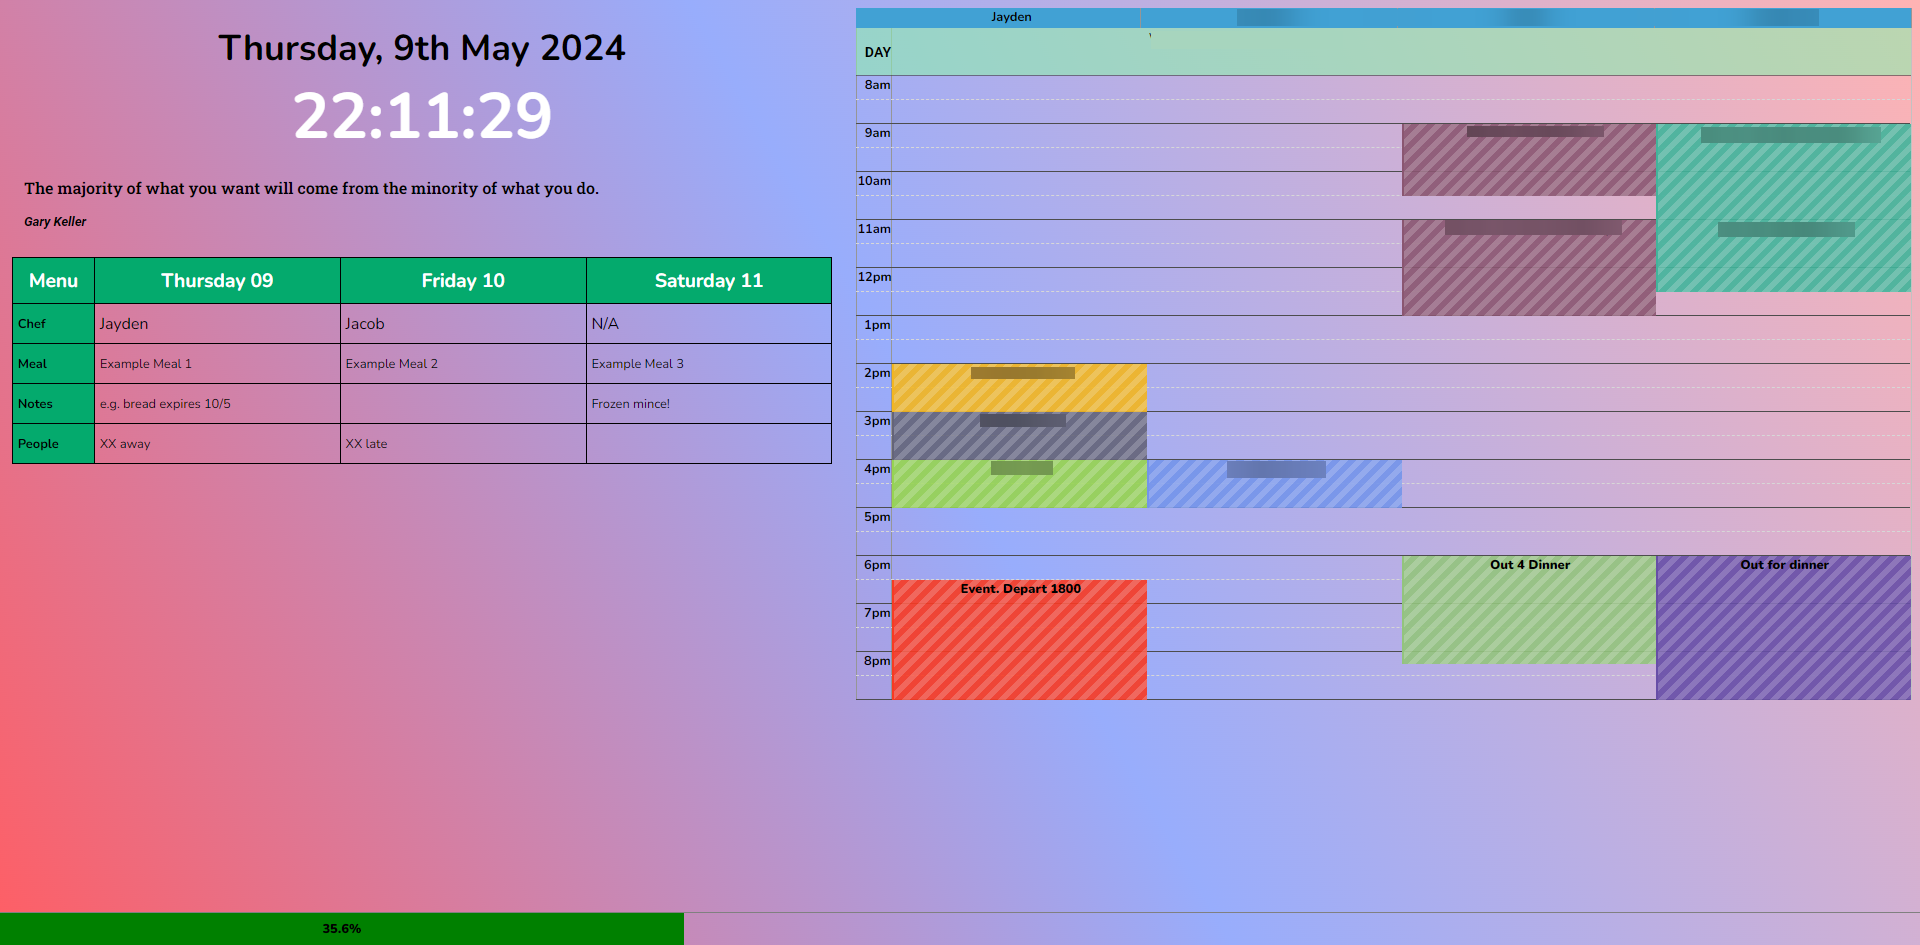 Thursday, 9th May 2024
22:11:29
The majority of what you want will come from the minority of what you do.
Gary Keller
Menu Thursday 09 Friday 10 Saturday 11
Chef Jayden Jacob N/A
Meal Example Meal 1 Example Meal 2 Example Meal 3
Notes e.g. bread expires 10/5 Frozen mince!
People XX away XX late
Jayden
DAY
8am
9am
10am
11am
12pm
1pm
2pm
3pm
4pm
5pm
6pm Out 4 Dinner Out for dinner
Event. Depart 1800
7pm
8pm
35.6%